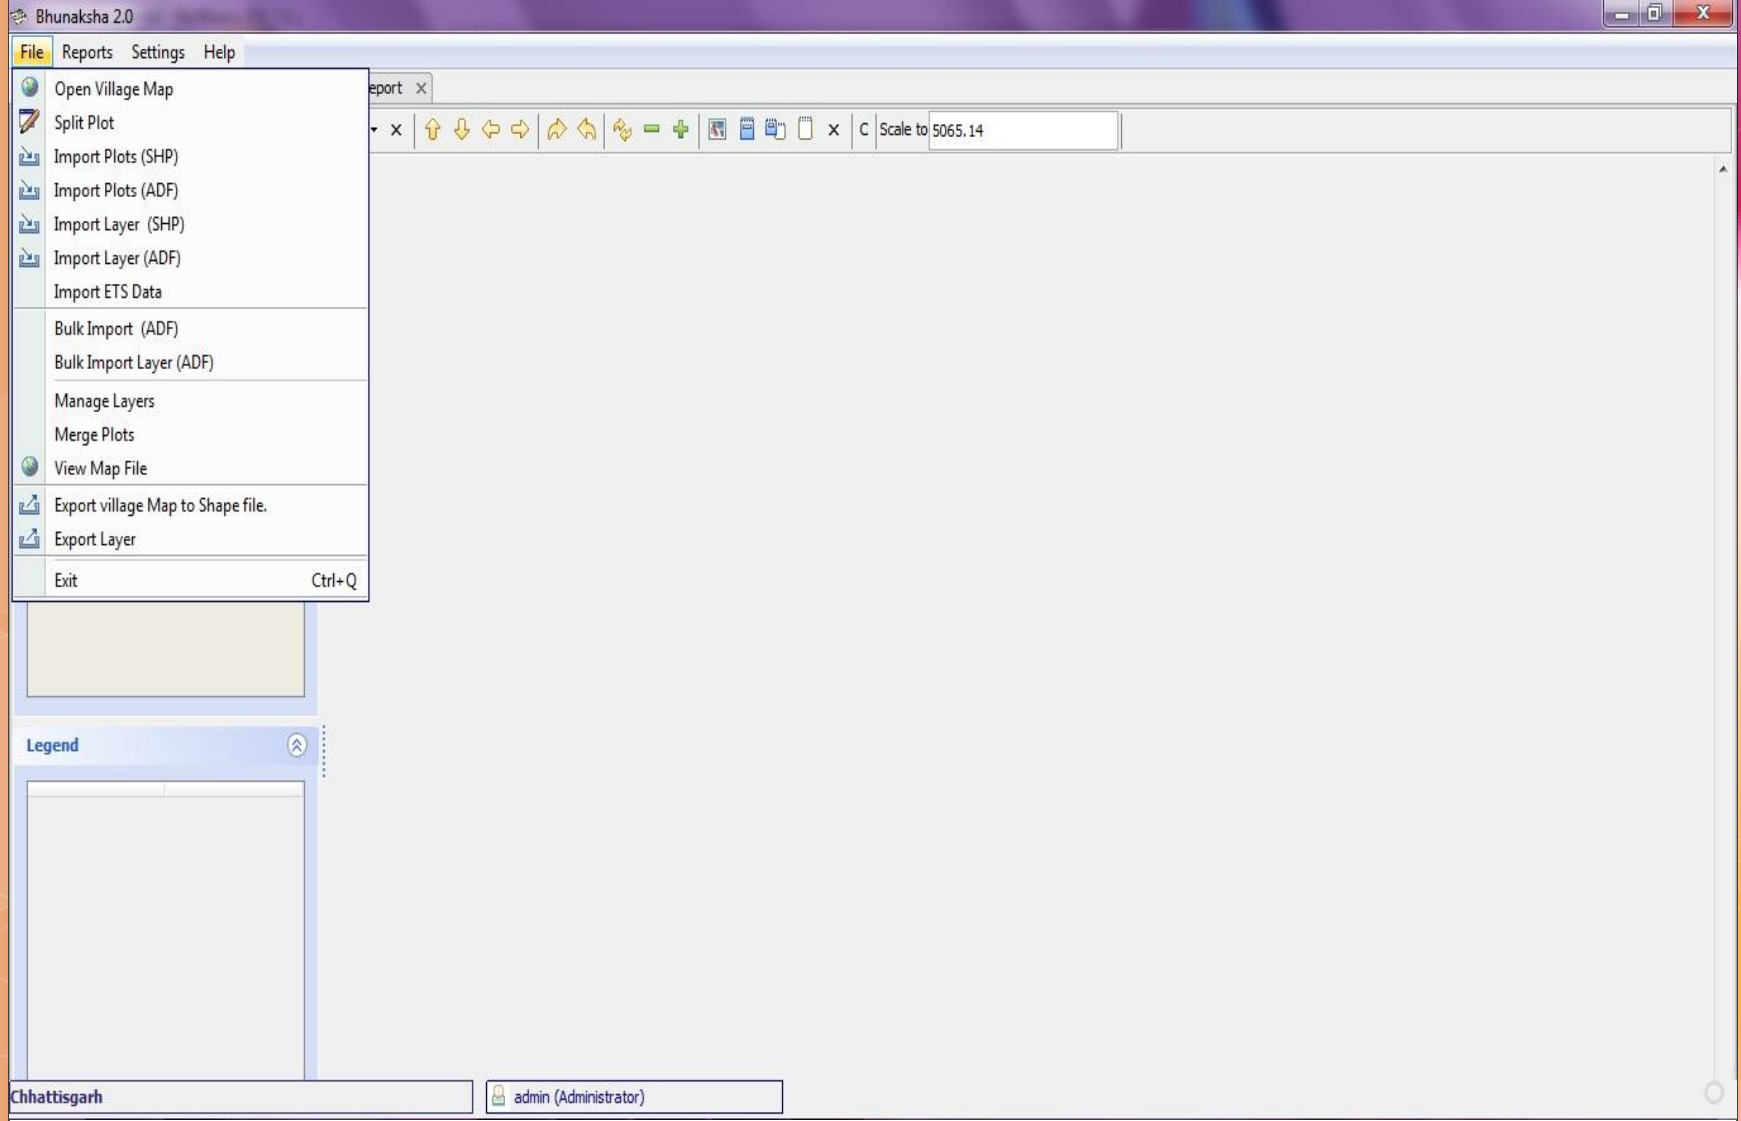 Bhunaksha 2.0
File Reports Settings Help
Open Village Map
eport
Split Plot
C Scale to 5065.14
Import Plots (SHP)
Import Plots (ADF)
Import Layer (SHP)
Import Layer (ADF)
Import ETS Data
Bulk Import (ADF)
Bulk Import Layer (ADF)
Manage Layers
Merge Plots
View Map File
Export village Map to Shape file.
Export Layer
Exit Ctrl+Q
Legend
Chhattisgarh
admin (Administrator)